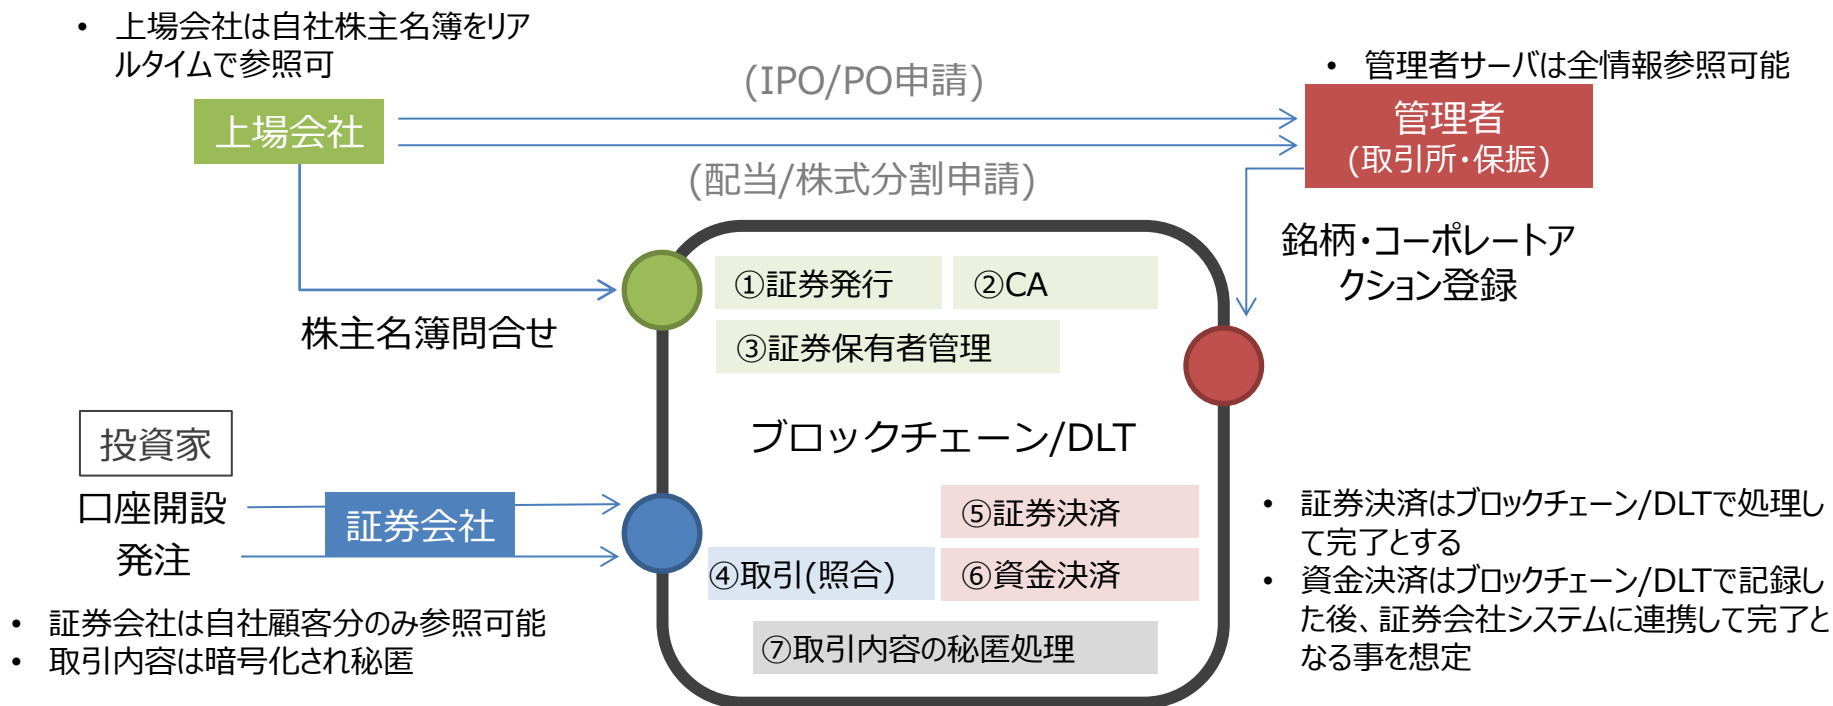 • 上場会社は自社株主名簿をリア
ルタイムで参照可
(IPO/PO申請)
• 管理者サーバは全情報参照可能
上場会社
管理者
(取引所・保振)
(配当/株式分割申請)
銘柄・コーポレートア
クション登録
①証券発行
②CA
株主名簿問合せ
③証券保有者管理
ブロックチェーン/DLT
投資家
口座開設
発注
証券会社
⑤証券決済
④取引(照合)
⑥資金決済
⑦取引内容の秘匿処理
• 証券会社は自社顧客分のみ参照可能
• 取引内容は暗号化され秘匿
• 証券決済はブロックチェーン/DLTで処理し
て完了とする
• 資金決済はブロックチェーン/DLTで記録し
た後、証券会社システムに連携して完了と
なる事を想定